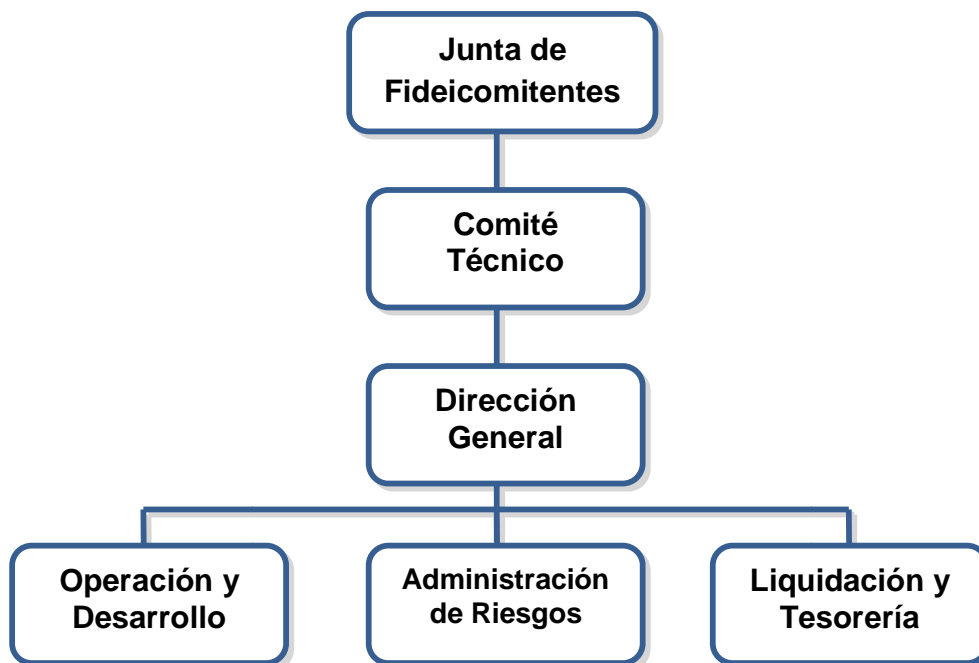 Junta de
Fideicomitentes
Comité
Técnico
Dirección
General
Operación y
Desarrollo
Administración
de Riesgos
Liquidación y
Tesorería